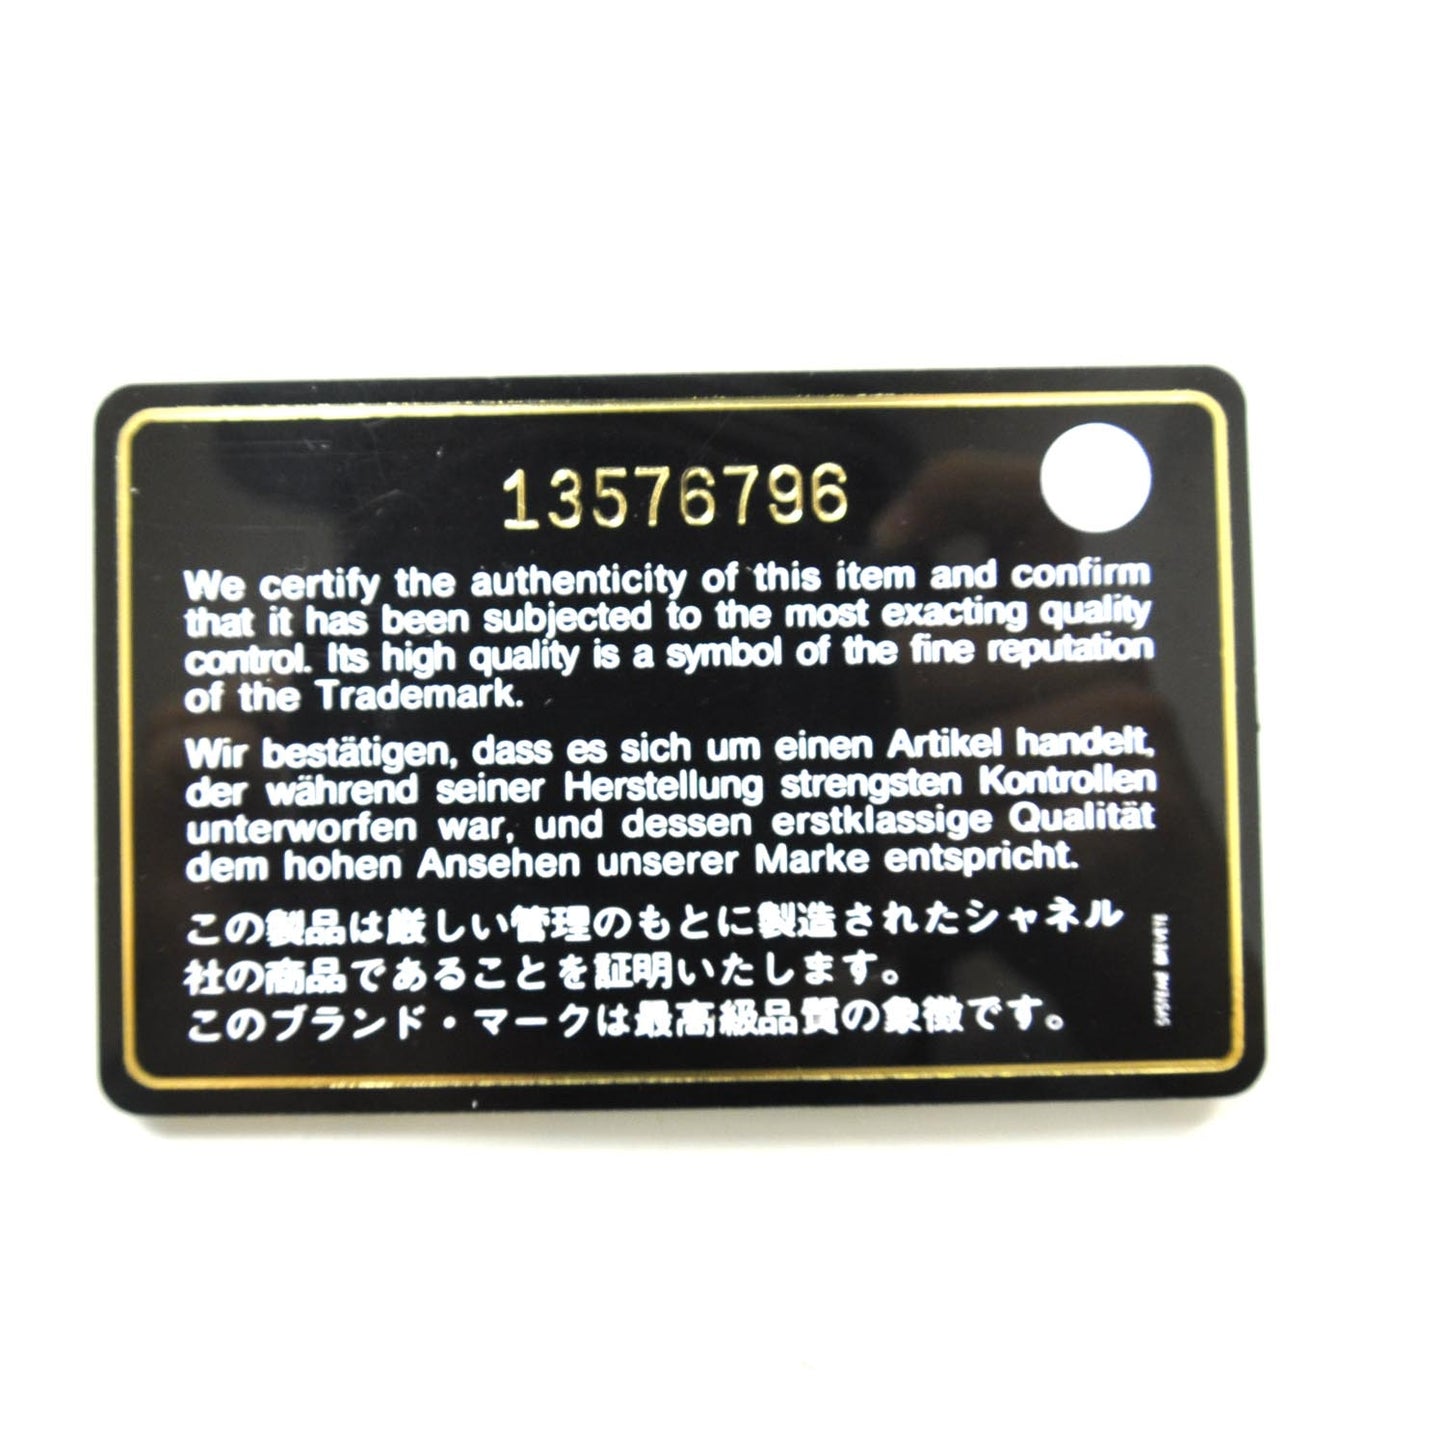 13576796
We certify the authenticity of this item and confirm
that it has been subjected to the most exacting quality
control. Its high quality is a symbol of the fine reputation
of the Trademark.
Wir bestätigen, dass es sich um einen Artikel handelt,
der während seiner Herstellung strengsten Kontrollen
unterworfen war, und dessen erstklassige Qualität
dem hohen Ansehen unserer Marke entspricht.
この製品は厳しい管理のもとに製造されたシャネル
社の商品であることを証明いたします。
このブランド・マークは最高級品質の象徴です。
SYSTEME BREVETE